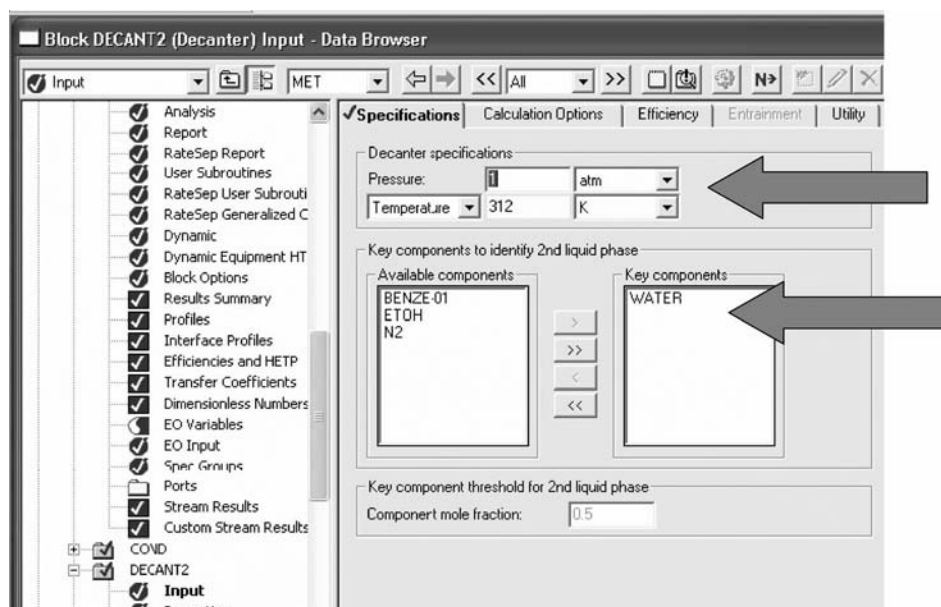 Block DECANT2 (Decanter) Input - Data Browser
Input MET All N>
Specifications Calculation Options Efficiency Entrainment Utility
Analysis
Report
RateSep Report
User Subroutines
RateSep User Subrouti
RateSep Generalized C
Dynamic
Dynamic Equipment HT
Block Options
Results Summary
Profiles
Interface Profiles
Efficiencies and HETP
Transfer Coefficients
Dimensionless Numbers
EO Variables
EO Input
Spec Groups
Ports
Stream Results
Custom Stream Results
COND
DECANT2
Input
Decanter specifications
Pressure: 1 atm
Temperature 312 K
Key components to identify 2nd liquid phase
Available components
BENZE-01
ETOH
N2
>
>>
<
<<
Key components
WATER
Key component threshold for 2nd liquid phase
Component mole fraction: 0.5